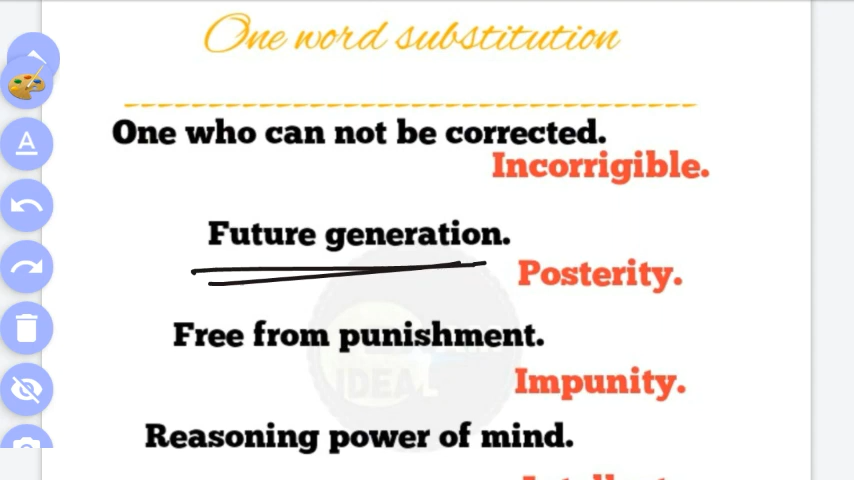 One word substitution
One who can not be corrected.
Incorrigible.
Future generation.
Posterity.
Free from punishment.
Impunity.
IDEAL
Reasoning power of mind.